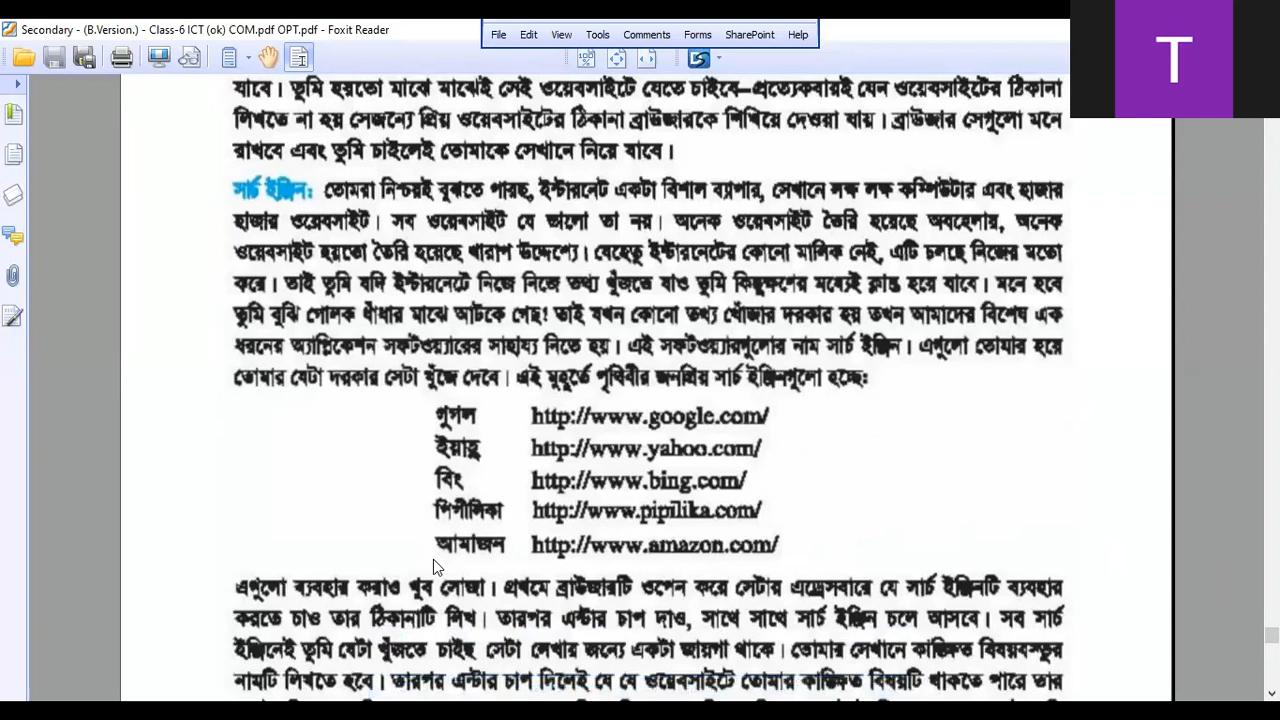 Secondary - (B.Version.) - Class-6 ICT (ok) COM.pdf OPT.pdf - Foxit Reader
File Edit View Tools Comments Forms SharePoint Help
T
যাবে। তুমি হয়তো মাঝে মাঝেই সেই ওয়েবসাইটে যেতে চাইবে—প্রত্যেকবারই যেন ওয়েবসাইটের ঠিকানা
লিখতে না হয় সেজন্যে প্রিয় ওয়েবসাইটের ঠিকানা ব্রাউজারকে শিখিয়ে দেওয়া যায়। ব্রাউজার সেগুলো মনে
রাখবে এবং তুমি চাইলেই তোমাকে সেখানে নিয়ে যাবে।
সার্চ ইঞ্জিন: তোমরা নিশ্চয়ই বুঝতে পারছ, ইন্টারনেট একটা বিশাল ব্যাপার, সেখানে লক্ষ লক্ষ কম্পিউটার এবং হাজার
হাজার ওয়েবসাইট। সব ওয়েবসাইট যে ভালো তা নয়। অনেক ওয়েবসাইট তৈরি হয়েছে অবহেলায়, অনেক
ওয়েবসাইট হয়তো তৈরি হয়েছে খারাপ উদ্দেশ্যে। যেহেতু ইন্টারনেটের কোনো মালিক নেই, এটি চলছে নিজের মতো
করে। তাই তুমি যদি ইন্টারনেটে নিজে নিজে তথ্য খুঁজতে যাও তুমি কিছুক্ষণের মধ্যেই ক্লান্ত হয়ে যাবে। মনে হবে
তুমি বুঝি গোলক ধাঁধার মাঝে আটকে গেছ! তাই যখন কোনো তথ্য খোঁজার দরকার হয় তখন আমাদের বিশেষ এক
ধরনের অ্যাপ্লিকেশন সফটওয়্যারের সাহায্য নিতে হয়। এই সফটওয়্যারগুলোর নাম সার্চ ইঞ্জিন। এগুলো তোমার হয়ে
তোমার যেটা দরকার সেটা খুঁজে দেবে। এই মুহূর্তে পৃথিবীর জনপ্রিয় সার্চ ইঞ্জিনগুলো হচ্ছে:
গুগল http://www.google.com/
ইয়াহু http://www.yahoo.com/
বিং http://www.bing.com/
পিপীলিকা http://www.pipilika.com/
আমাজন http://www.amazon.com/
এগুলো ব্যবহার করাও খুব সোজা। প্রথমে ব্রাউজারটি ওপেন করে সেটার এড্রেসবারে যে সার্চ ইঞ্জিনটি ব্যবহার
করতে চাও তার ঠিকানাটি লিখ। তারপর এন্টার চাপ দাও, সাথে সাথে সার্চ ইঞ্জিন চলে আসবে। সব সার্চ
ইঞ্জিনেই তুমি যেটা খুঁজতে চাইছ সেটা লেখার জন্যে একটা জায়গা থাকে। তোমার সেখানে কাঙ্ক্ষিত বিষয়বস্তুর
নামটি লিখতে হবে। তারপর এন্টার চাপ দিলেই যে যে ওয়েবসাইটে তোমার কাঙ্ক্ষিত বিষয়টি থাকতে পারে তার